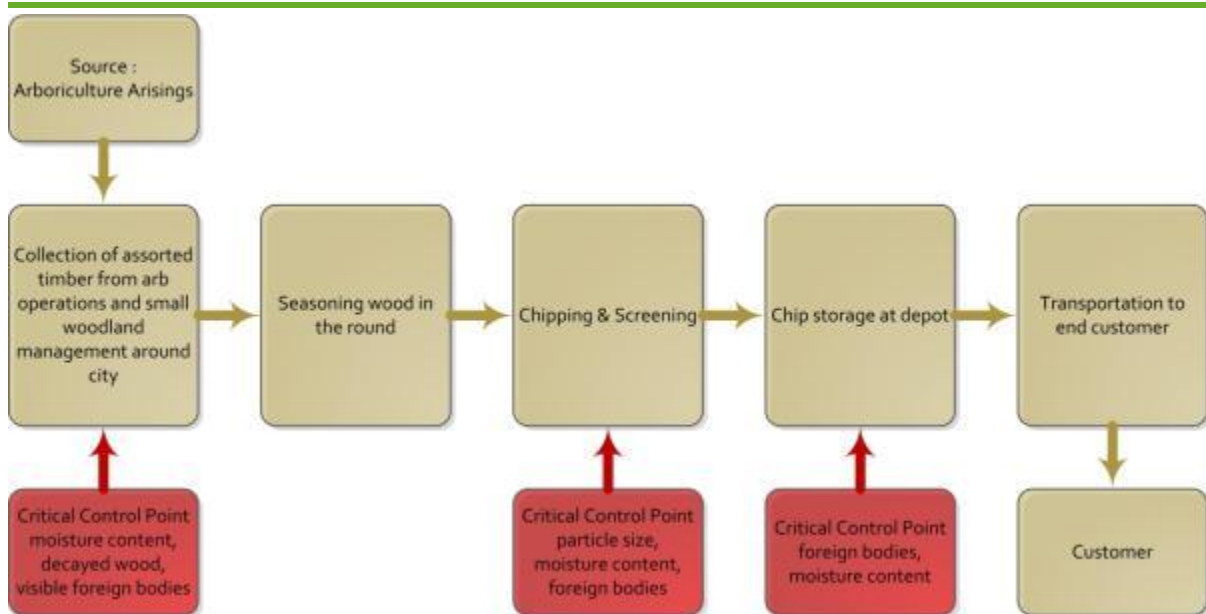 Source :
Arboriculture Arisings
Collection of assorted
timber from arb
operations and small
woodland
management around
city
Seasoning wood in
the round
Chipping & Screening
Chip storage at depot
Transportation to
end customer
Critical Control Point
moisture content,
decayed wood,
visible foreign bodies
Critical Control Point
particle size,
moisture content,
foreign bodies
Critical Control Point
foreign bodies,
moisture content
Customer